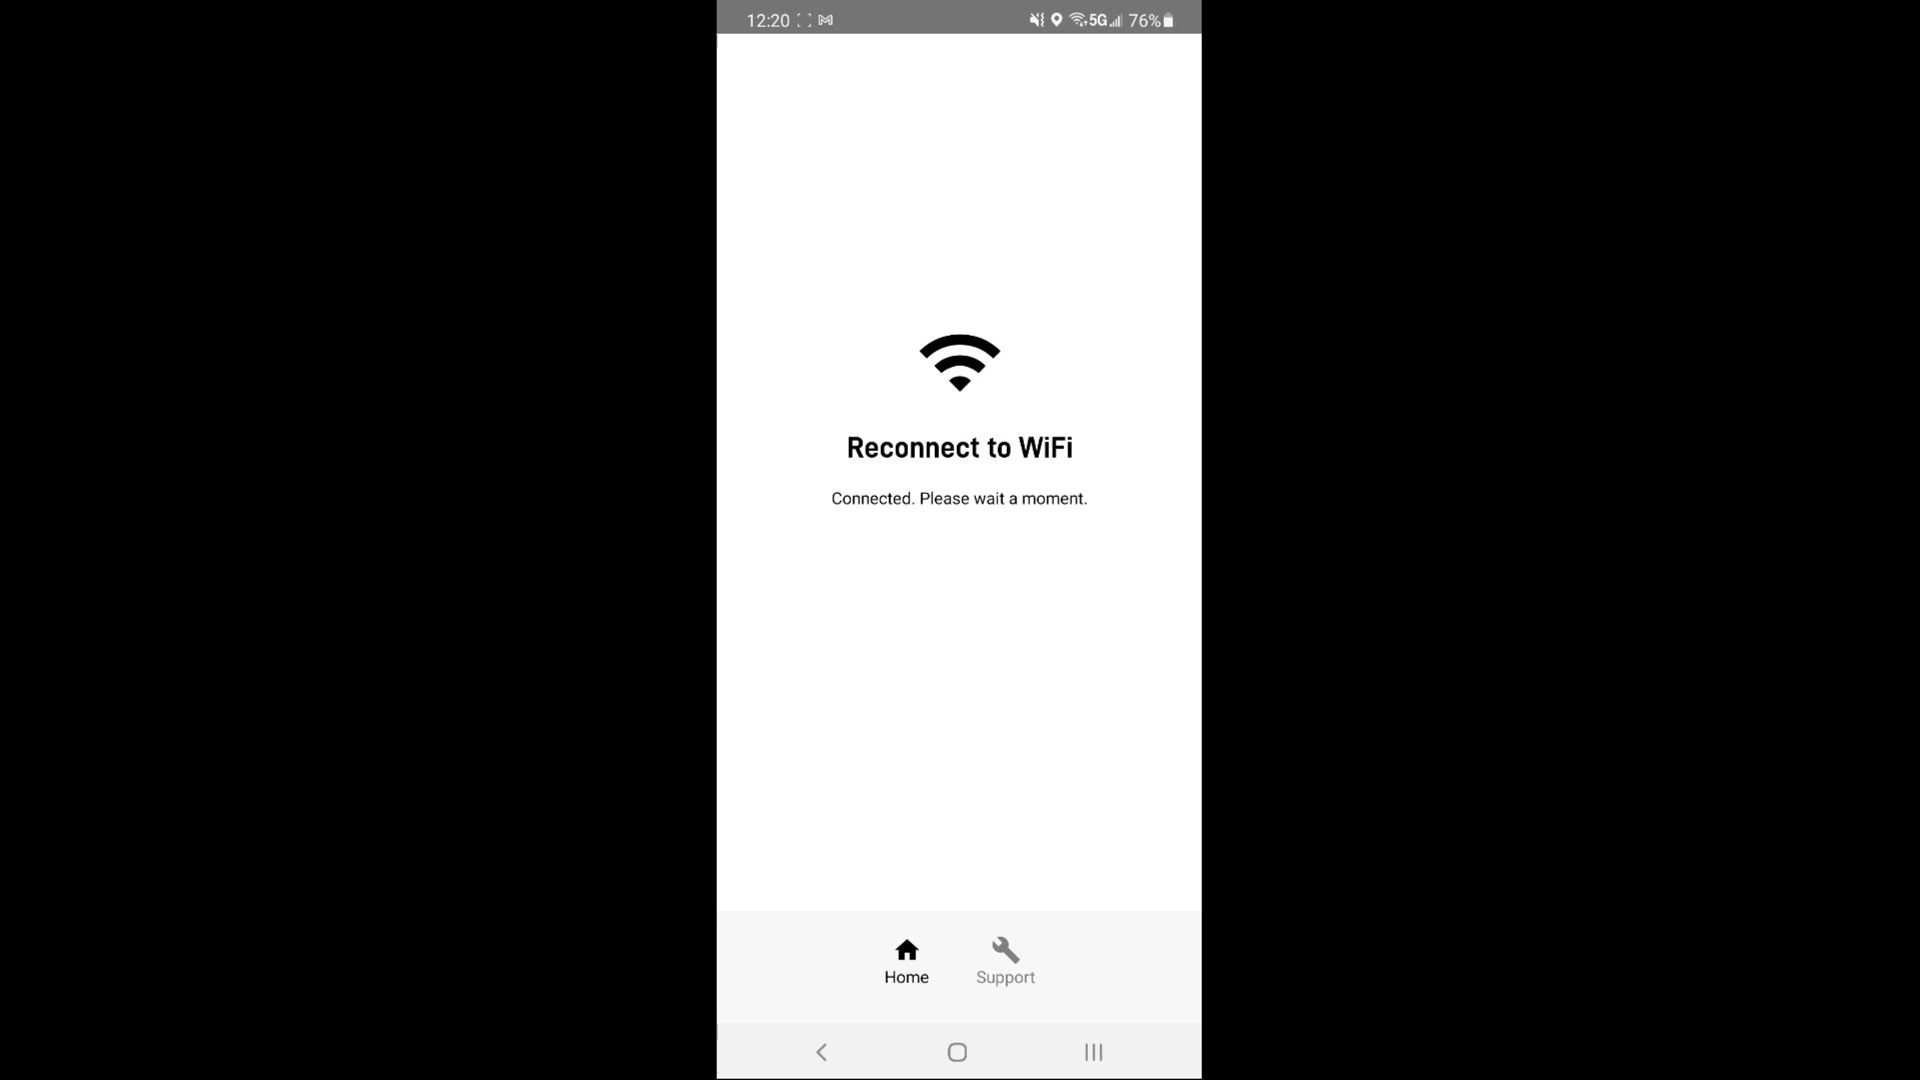 12:20 5G 76%
Reconnect to WiFi
Connected. Please wait a moment.
Home Support